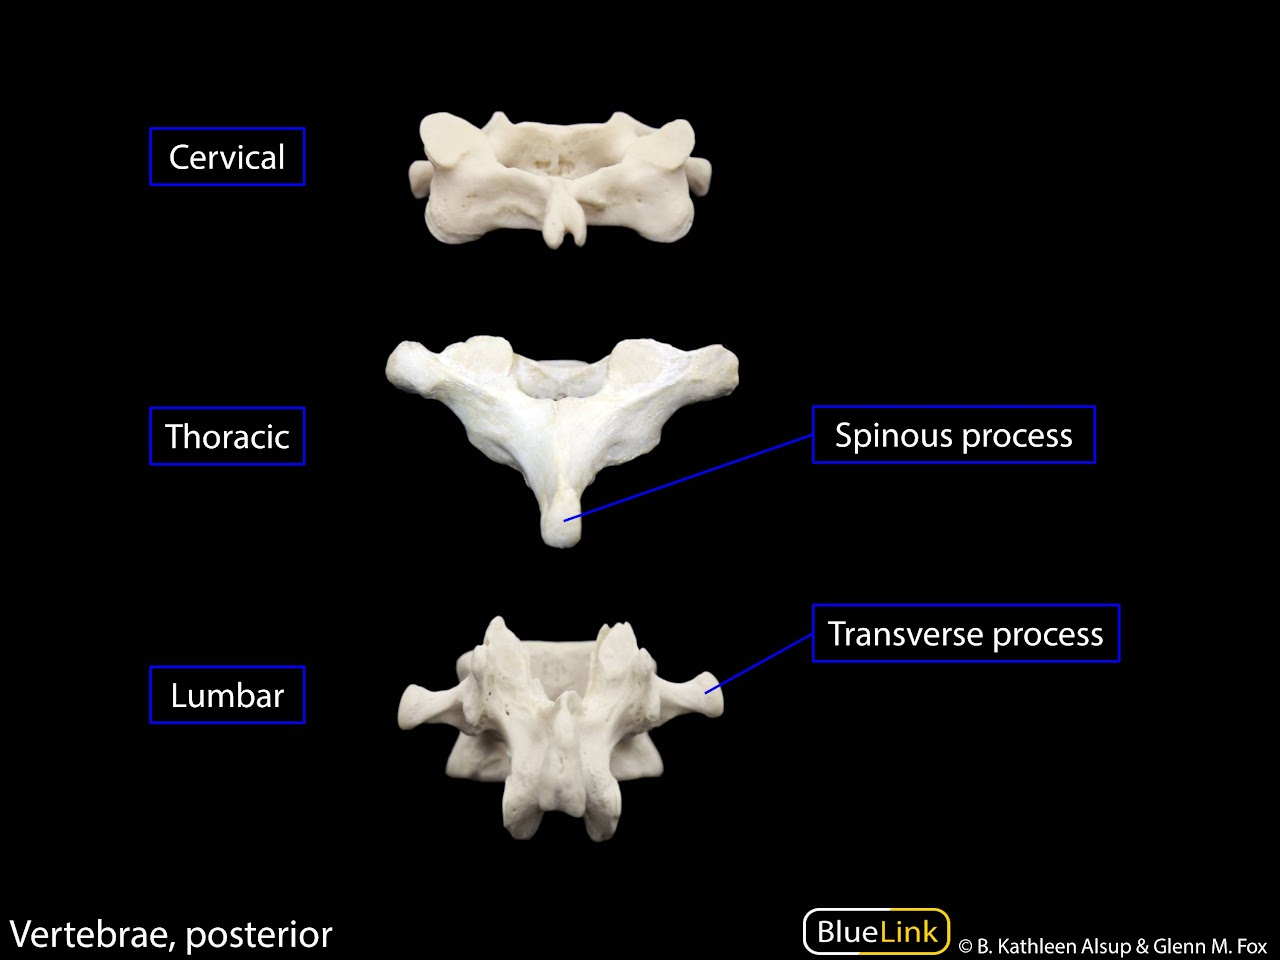 Cervical
Thoracic
Spinous process
Transverse process
Lumbar
Vertebrae, posterior
BlueLink
© B. Kathleen Alsup & Glenn M. Fox